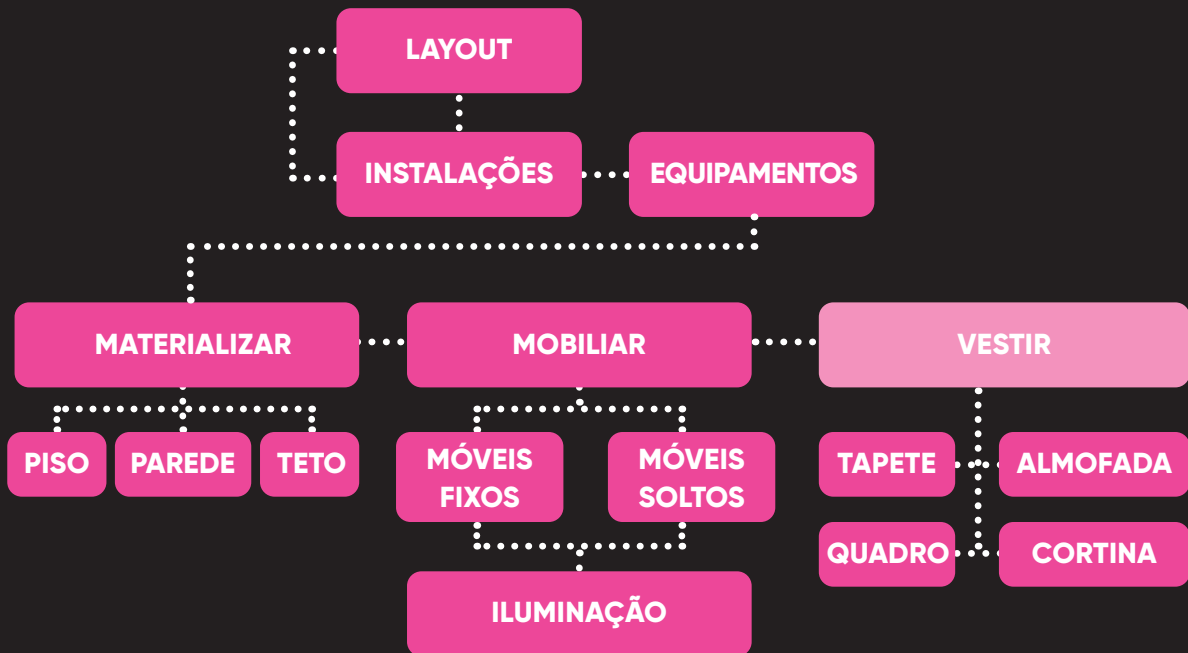 LAYOUT
INSTALAÇÕES
EQUIPAMENTOS
MATERIALIZAR
MOBILIAR
VESTIR
PISO
PAREDE
TETO
MÓVEIS
FIXOS
MÓVEIS
SOLTOS
TAPETE
ALMOFADA
QUADRO
CORTINA
ILUMINAÇÃO